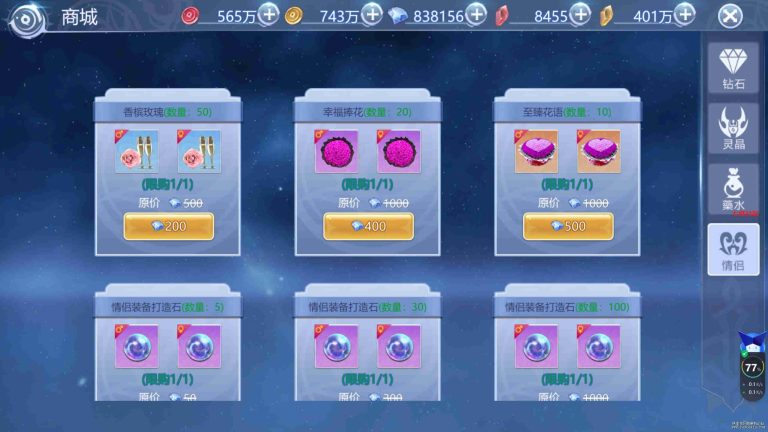 商城
565万
743万
838156
8455
401万
香槟玫瑰(数量：50)
幸福捧花(数量：20)
至臻花语(数量：10)
(限购1/1)
(限购1/1)
(限购1/1)
原价 500
原价 1000
原价 1000
200
400
500
情侣装备打造石(数量：5)
情侣装备打造石(数量：30)
情侣装备打造石(数量：100)
(限购1/1)
(限购1/1)
(限购1/1)
原价 50
原价 300
原价 1000
钻石
灵晶
藥水
情侣
77